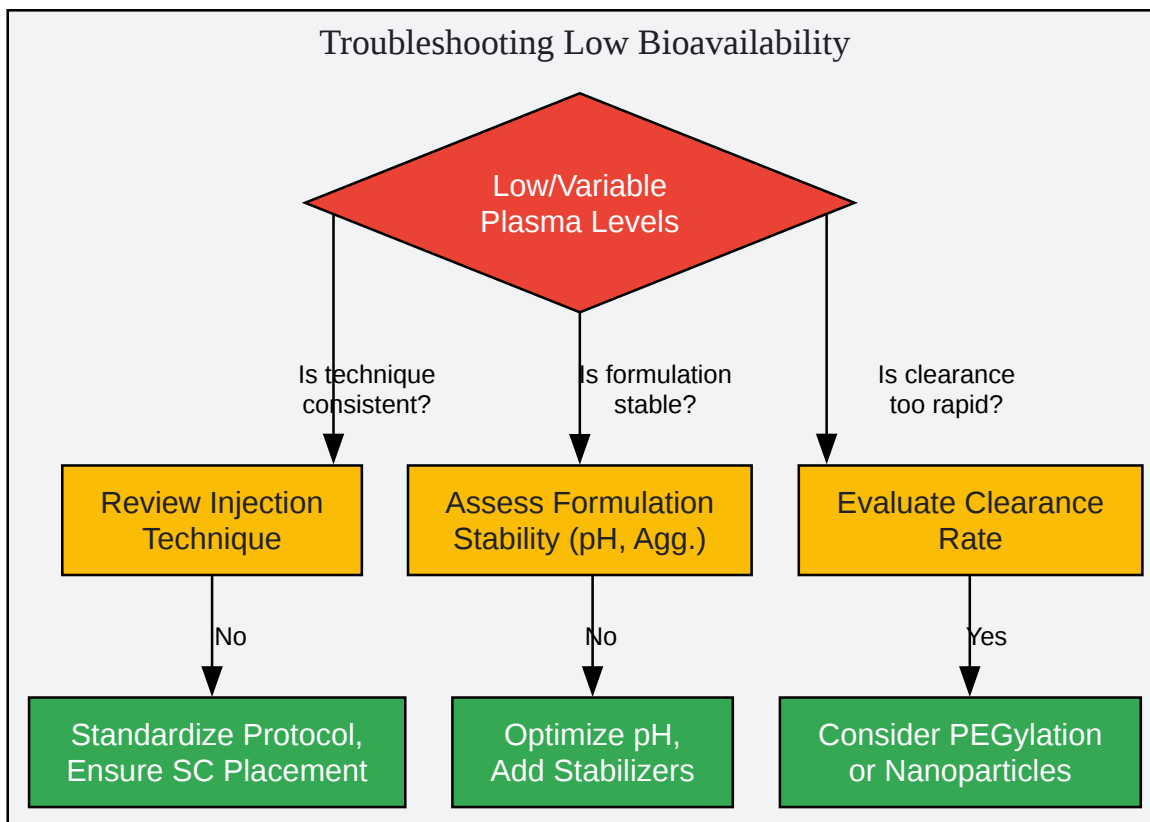 Troubleshooting Low Bioavailability
Low/Variable
Plasma Levels
Is technique
consistent?
Is formulation
stable?
Is clearance
too rapid?
Review Injection
Technique
Assess Formulation
Stability (pH, Agg.)
Evaluate Clearance
Rate
No
No
Yes
Standardize Protocol,
Ensure SC Placement
Optimize pH,
Add Stabilizers
Consider PEGylation
or Nanoparticles